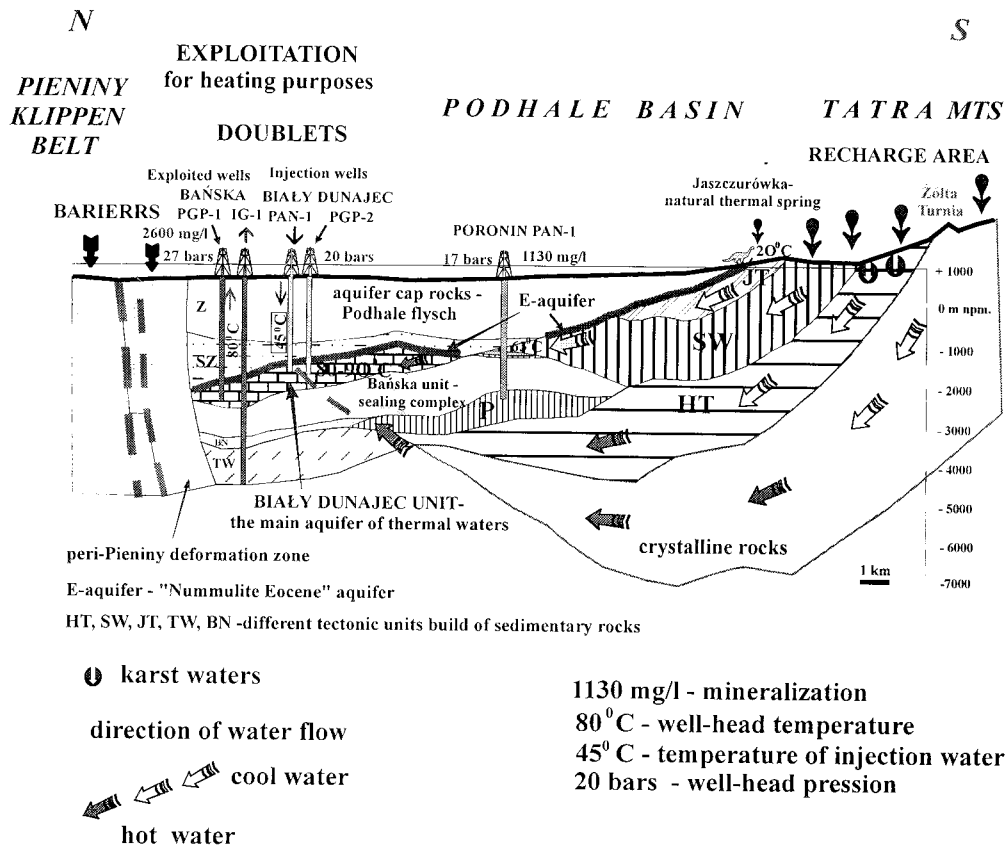 N
S
EXPLOITATION
for heating purposes
PIENINY
KLIPPEN
BELT
PODHALE BASIN
TATRA MTS
DOUBLETS
RECHARGE AREA
Exploited wells
Injection wells
BAŃSKA
BIAŁY DUNAJEC
PGP-1
IG-1
PAN-1
PGP-2
Jaszczurówka-
natural thermal spring
Żółta
Turnia
BARIERRS
2600 mg/l
27 bars
20 bars
PORONIN PAN-1
17 bars
1130 mg/l
20⁰C
JT
+1000
0 m npm.
-1000
-2000
-3000
-4000
-5000
-6000
-7000
Z
80⁰C
45⁰C
aquifer cap rocks -
Podhale flysch
E-aquifer
SZ
SW
Bańska unit -
sealing complex
P
HT
BN
TW
BIAŁY DUNAJEC UNIT-
the main aquifer of thermal waters
crystalline rocks
1 km
peri-Pieniny deformation zone
E-aquifer - "Nummulite Eocene" aquifer
HT, SW, JT, TW, BN -different tectonic units build of sedimentary rocks
karst waters
direction of water flow
cool water
hot water
1130 mg/l - mineralization
80⁰C - well-head temperature
45⁰ C - temperature of injection water
20 bars - well-head pression